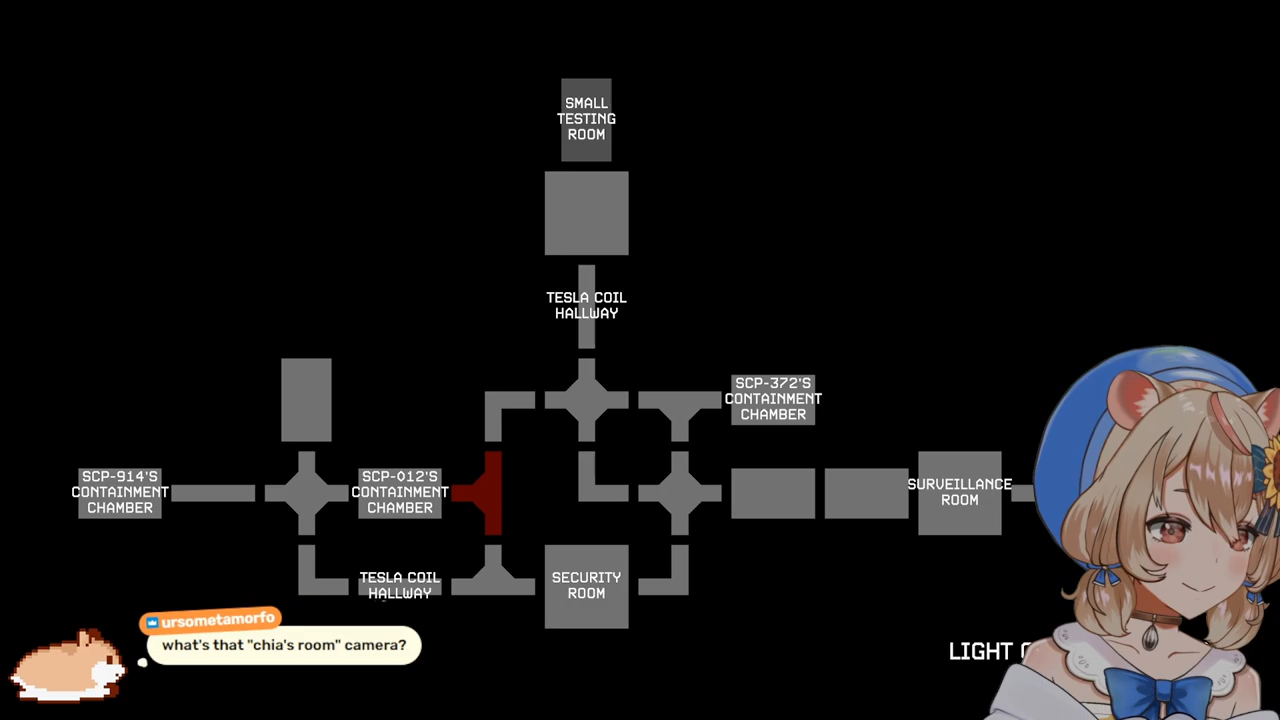 SMALL
TESTING
ROOM
TESLA COIL
HALLWAY
SCP-372'S
CONTAINMENT
CHAMBER
SCP-914'S
CONTAINMENT
CHAMBER
SCP-012'S
CONTAINMENT
CHAMBER
SURVEILLANCE
ROOM
TESLA COIL
HALLWAY
SECURITY
ROOM
ursometamorfo
what's that "chia's room" camera?
LIGHT